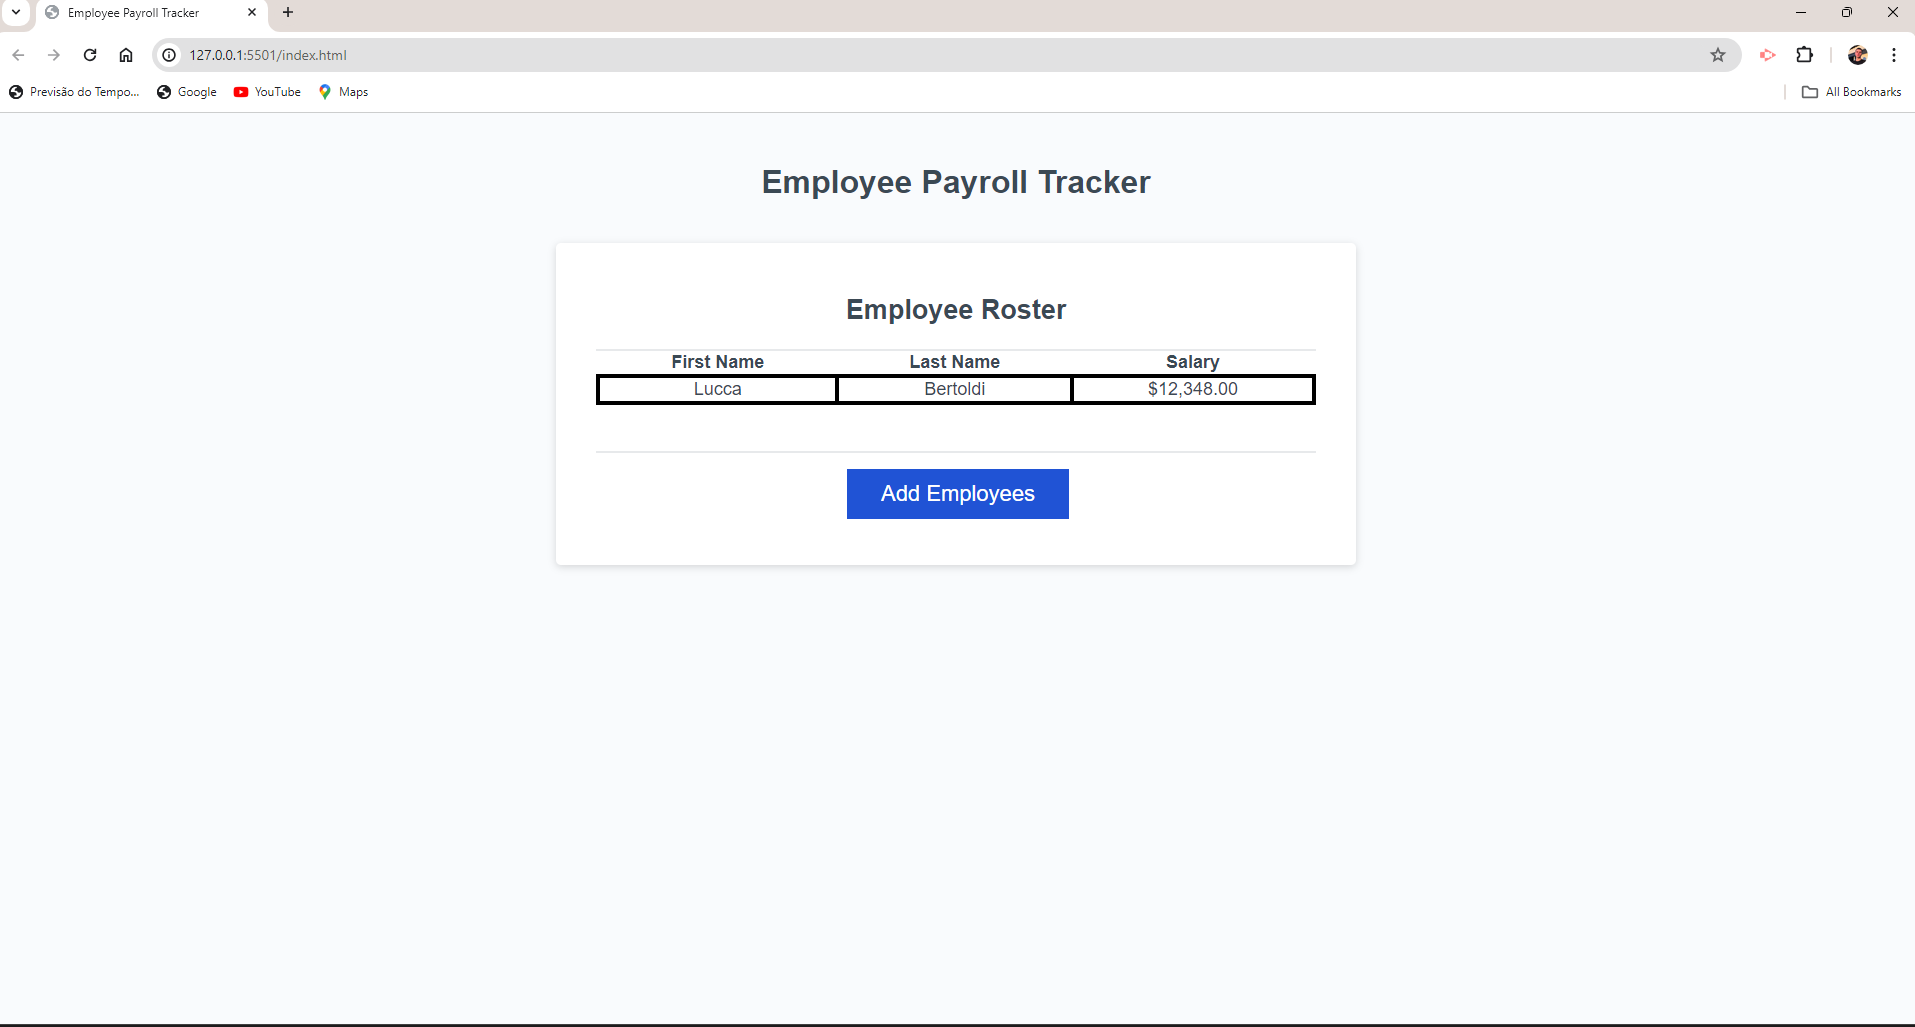 Employee Payroll Tracker
127.0.0.1:5501/index.html
Previsão do Tempo... Google YouTube Maps All Bookmarks
Employee Payroll Tracker
Employee Roster
First Name Last Name Salary
Lucca Bertoldi $12,348.00
Add Employees